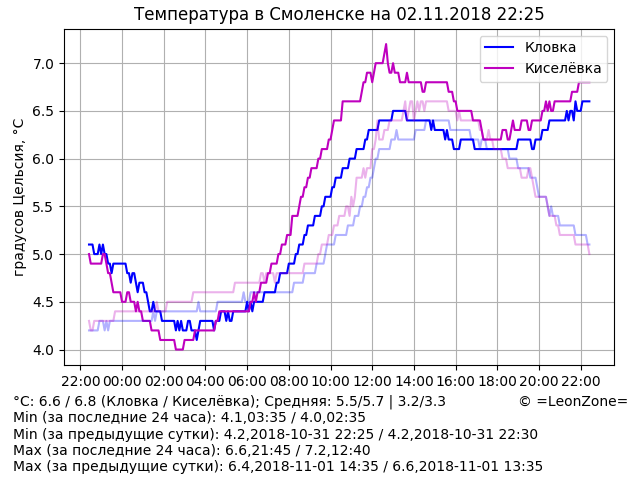 Температура в Смоленске на 02.11.2018 22:25
Кловка
Киселёвка
градусов Цельсия, °C
7.0
6.5
6.0
5.5
5.0
4.5
4.0
22:00 00:00 02:00 04:00 06:00 08:00 10:00 12:00 14:00 16:00 18:00 20:00 22:00
°C: 6.6 / 6.8 (Кловка / Киселёвка); Средняя: 5.5/5.7 | 3.2/3.3 © =LeonZone=
Min (за последние 24 часа): 4.1,03:35 / 4.0,02:35
Min (за предыдущие сутки): 4.2,2018-10-31 22:25 / 4.2,2018-10-31 22:30
Max (за последние 24 часа): 6.6,21:45 / 7.2,12:40
Max (за предыдущие сутки): 6.4,2018-11-01 14:35 / 6.6,2018-11-01 13:35